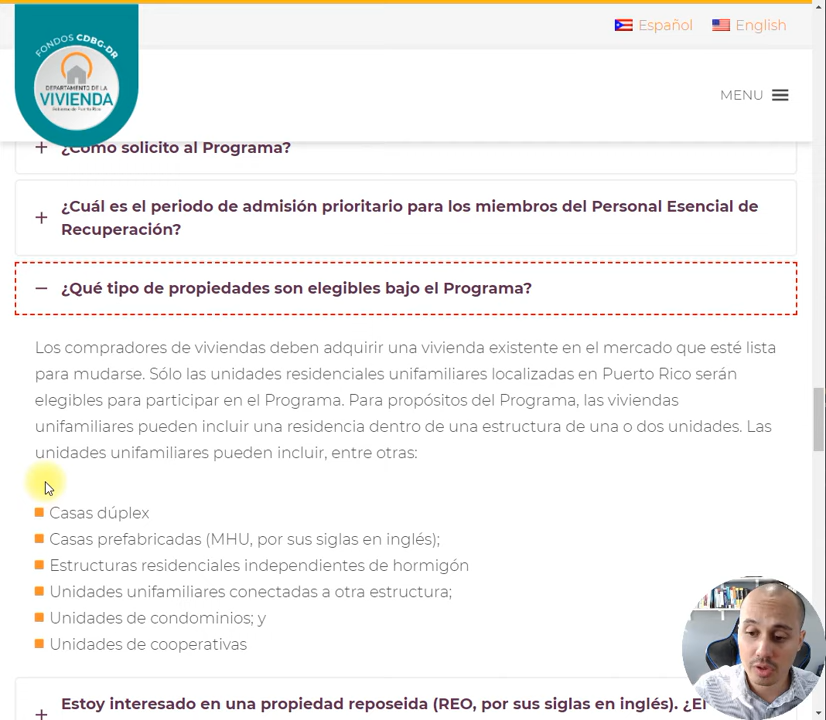 Español English
FONDOS CDBG-DR
DEPARTAMENTO DE LA
VIVIENDA
MENU
¿Cómo solicito al Programa?
¿Cuál es el periodo de admisión prioritario para los miembros del Personal Esencial de
Recuperación?
¿Qué tipo de propiedades son elegibles bajo el Programa?
Los compradores de viviendas deben adquirir una vivienda existente en el mercado que esté lista
para mudarse. Sólo las unidades residenciales unifamiliares localizadas en Puerto Rico serán
elegibles para participar en el Programa. Para propósitos del Programa, las viviendas
unifamiliares pueden incluir una residencia dentro de una estructura de una o dos unidades. Las
unidades unifamiliares pueden incluir, entre otras:
Casas dúplex
Casas prefabricadas (MHU, por sus siglas en inglés);
Estructuras residenciales independientes de hormigón
Unidades unifamiliares conectadas a otra estructura;
Unidades de condominios; y
Unidades de cooperativas
Estoy interesado en una propiedad reposeida (REO, por sus siglas en inglés). ¿El